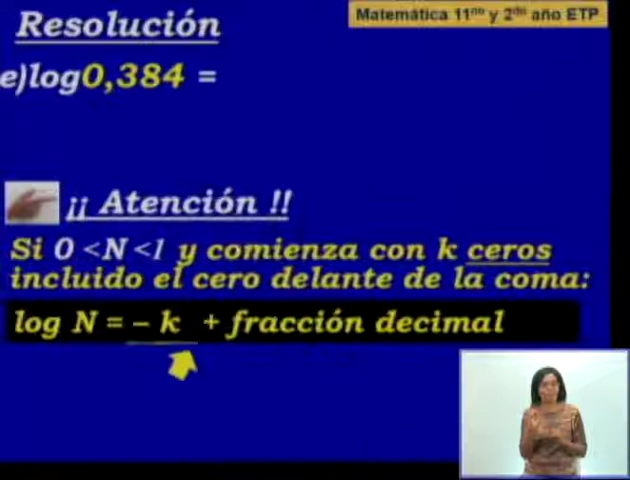 Resolución
Matemática 11no y 2do año ETP
e)log0,384 =
¡¡ Atención !!
Si 0 <N <1 y comienza con k ceros
incluido el cero delante de la coma:
log N = – k + fracción decimal